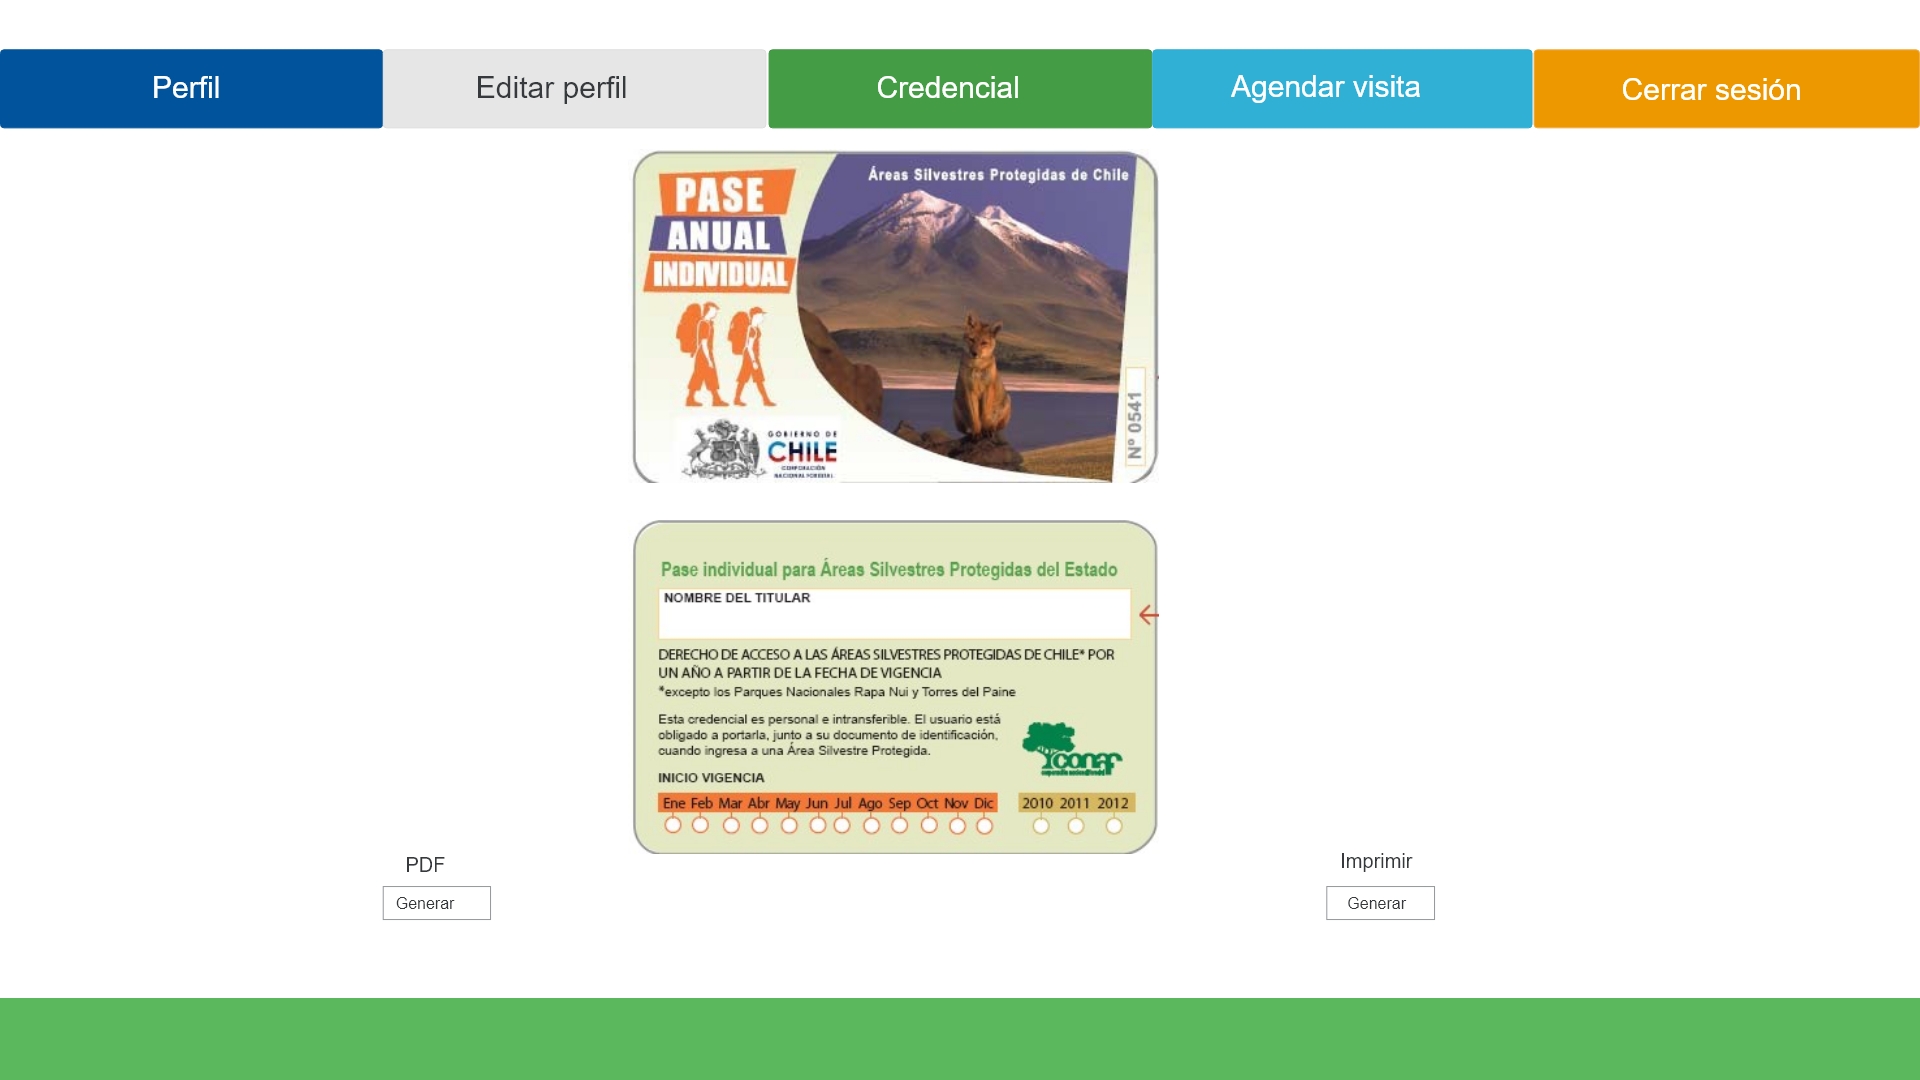 Perfil
Editar perfil
Credencial
Agendar visita
Cerrar sesión
Áreas Silvestres Protegidas de Chile
PASE
ANUAL
INDIVIDUAL
Nº 0541
GOBIERNO DE
CHILE
CORPORACIÓN
NACIONAL FORESTAL
Pase individual para Áreas Silvestres Protegidas del Estado
NOMBRE DEL TITULAR
DERECHO DE ACCESO A LAS ÁREAS SILVESTRES PROTEGIDAS DE CHILE* POR
UN AÑO A PARTIR DE LA FECHA DE VIGENCIA
*excepto los Parques Nacionales Rapa Nui y Torres del Paine
Esta credencial es personal e intransferible. El usuario está
obligado a portarla, junto a su documento de identificación,
cuando ingresa a una Área Silvestre Protegida.
conaf
INICIO VIGENCIA
Ene Feb Mar Abr May Jun Jul Ago Sep Oct Nov Dic
2010 2011 2012
PDF
Generar
Imprimir
Generar